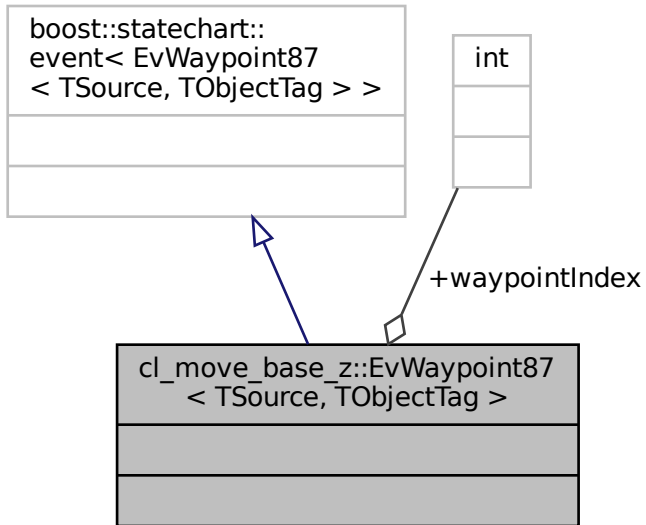 boost::statechart::
event< EvWaypoint87
< TSource, TObjectTag > >
int
+waypointIndex
cl_move_base_z::EvWaypoint87
< TSource, TObjectTag >